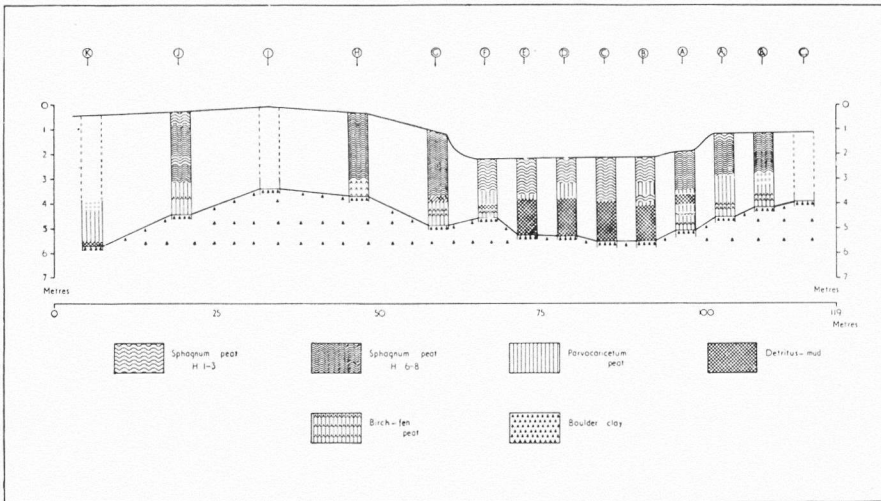 K J I H G F E D C B A
0 0
1 1
2 2
3 3
4 4
5 5
6 6
7 7
Metres Metres
0 25 50 75 100 119
Metres
Sphagnum peat
H 1-3
Sphagnum peat
H 6-8
Parvocaricetum
peat
Detritus-mud
Birch-fen
peat
Boulder clay